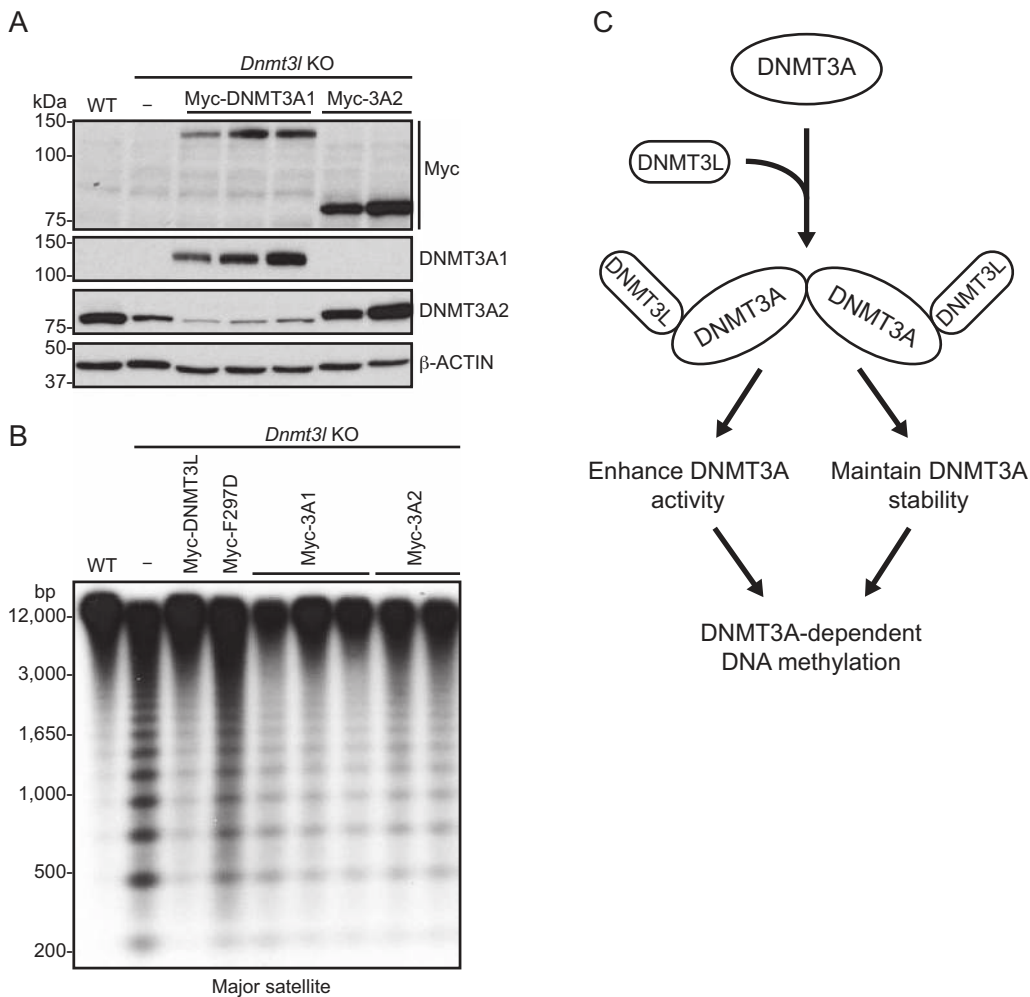 A
Dnmt3l KO
kDa
WT
–
Myc-DNMT3A1
Myc-3A2
150
100
75
Myc
150
100
DNMT3A1
75
DNMT3A2
50
37
β-ACTIN
B
Dnmt3l KO
bp
WT
–
Myc-DNMT3L
Myc-F297D
Myc-3A1
Myc-3A2
12,000
3,000
1,650
1,000
500
200
Major satellite
C
DNMT3A
DNMT3L
DNMT3L
DNMT3A
DNMT3A
DNMT3L
Enhance DNMT3A
activity
Maintain DNMT3A
stability
DNMT3A-dependent
DNA methylation